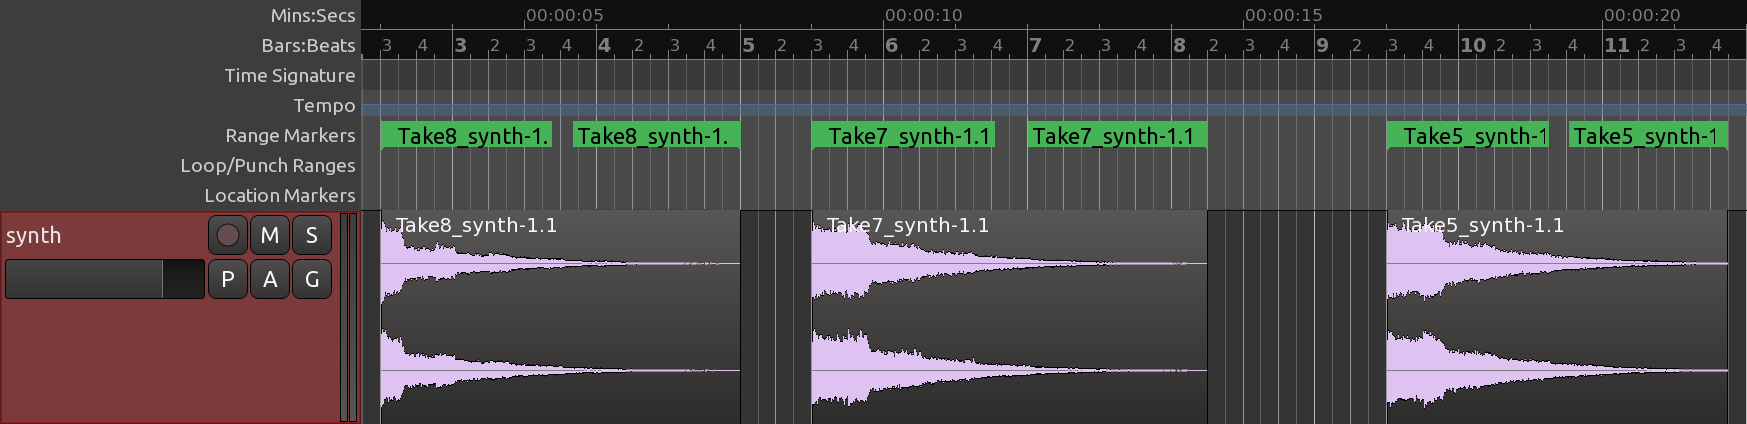 Mins:Secs 00:00:05 00:00:10 00:00:15 00:00:20
Bars:Beats 3 4 3 2 3 4 4 2 3 4 5 2 3 4 6 2 3 4 7 2 3 4 8 2 3 4 9 2 3 4 10 2 3 4 11 2 3 4
Time Signature
Tempo
Range Markers Take8_synth-1. Take8_synth-1. Take7_synth-1.1 Take7_synth-1.1 Take5_synth-1 Take5_synth-1
Loop/Punch Ranges
Location Markers
synth M S Take8_synth-1.1 Take7_synth-1.1 Take5_synth-1.1
P A G